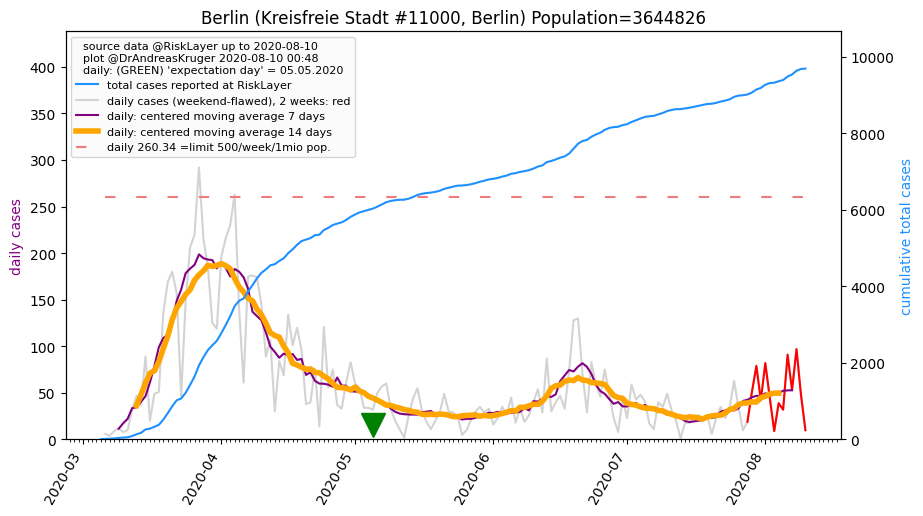 Berlin (Kreisfreie Stadt #11000, Berlin) Population=3644826
source data @RiskLayer up to 2020-08-10
plot @DrAndreasKruger 2020-08-10 00:48
daily: (GREEN) 'expectation day' = 05.05.2020
total cases reported at RiskLayer
daily cases (weekend-flawed), 2 weeks: red
daily: centered moving average 7 days
daily: centered moving average 14 days
daily 260.34 =limit 500/week/1mio pop.
daily cases
400
350
300
250
200
150
100
50
0
10000
8000
6000
4000
2000
0
cumulative total cases
2020-03
2020-04
2020-05
2020-06
2020-07
2020-08